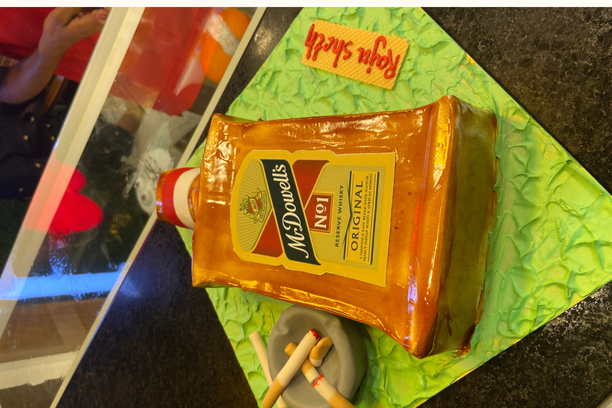 Raju sheth
McDowell's
No1
RESERVE WHISKY
ORIGINAL